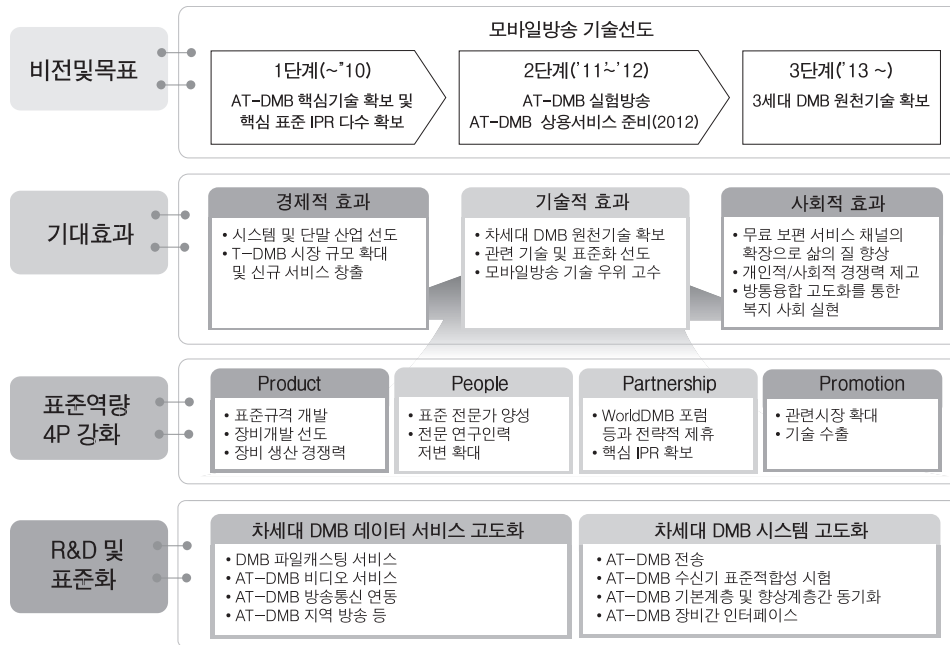 비전및목표
모바일방송 기술선도
1단계(~"10)
AT-DMB 핵심기술 확보 및
핵심 표준 IPR 다수 확보
2단계('11~'12)
AT-DMB 실험방송
AT-DMB 상용서비스 준비(2012)
3단계('13 ~)
3세대 DMB 원천기술 확보
기대효과
경제적 효과
• 시스템 및 단말 산업 선도
• T-DMB 시장 규모 확대
및 신규 서비스 창출
기술적 효과
• 차세대 DMB 원천기술 확보
• 관련 기술 및 표준화 선도
• 모바일방송 기술 우위 고수
사회적 효과
• 무료 보편 서비스 채널의
확장으로 삶의 질 향상
• 개인적/사회적 경쟁력 제고
• 방통융합 고도화를 통한
복지 사회 실현
표준역량
4P 강화
Product
• 표준규격 개발
• 장비개발 선도
• 장비 생산 경쟁력
People
• 표준 전문가 양성
• 전문 연구인력
저변 확대
Partnership
• WorldDMB 포럼
등과 전략적 제휴
• 핵심 IPR 확보
Promotion
• 관련시장 확대
• 기술 수출
R&D 및
표준화
차세대 DMB 데이터 서비스 고도화
• DMB 파일캐스팅 서비스
• AT-DMB 비디오 서비스
• AT-DMB 방송통신 연동
• AT-DMB 지역 방송 등
차세대 DMB 시스템 고도화
• AT-DMB 전송
• AT-DMB 수신기 표준적합성 시험
• AT-DMB 기본계층 및 향상계층간 동기화
• AT-DMB 장비간 인터페이스